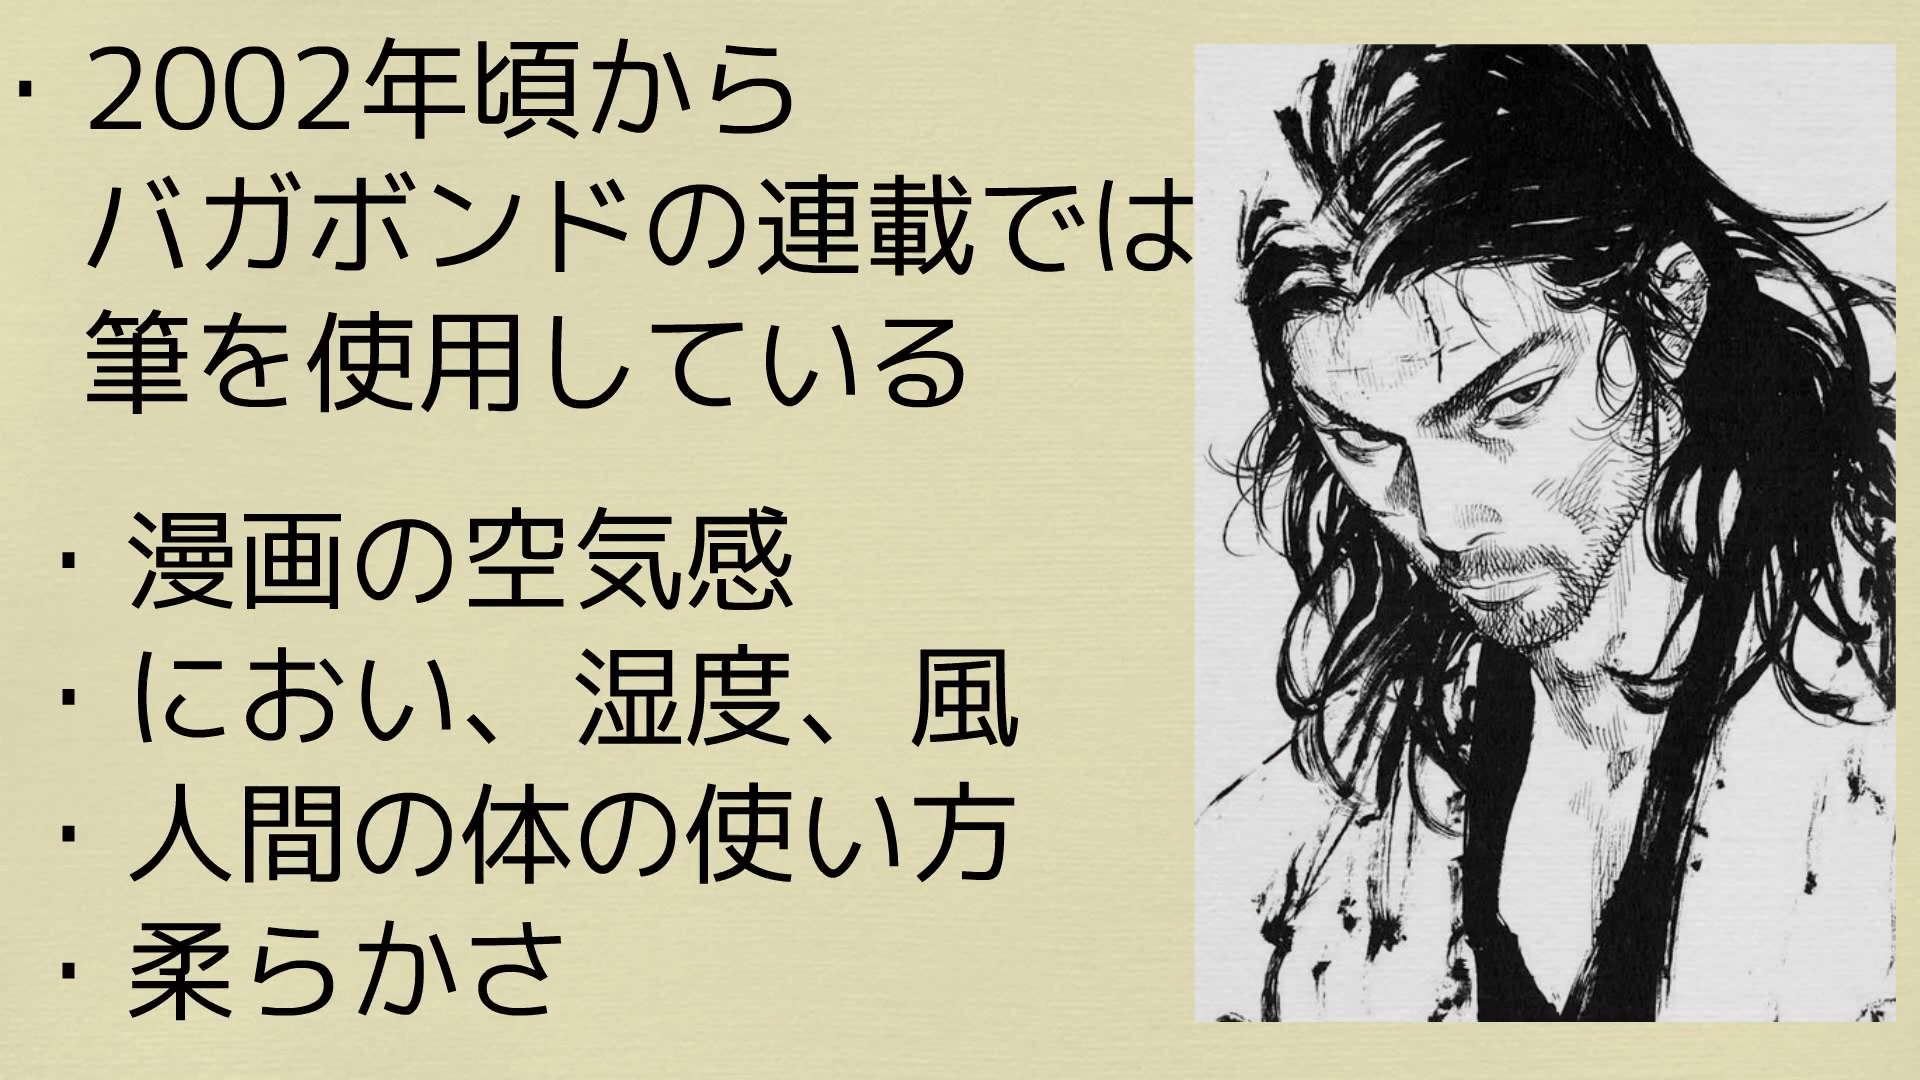 ・2002年頃から
バガボンドの連載では
筆を使用している
・漫画の空気感
・におい、湿度、風
・人間の体の使い方
・柔らかさ